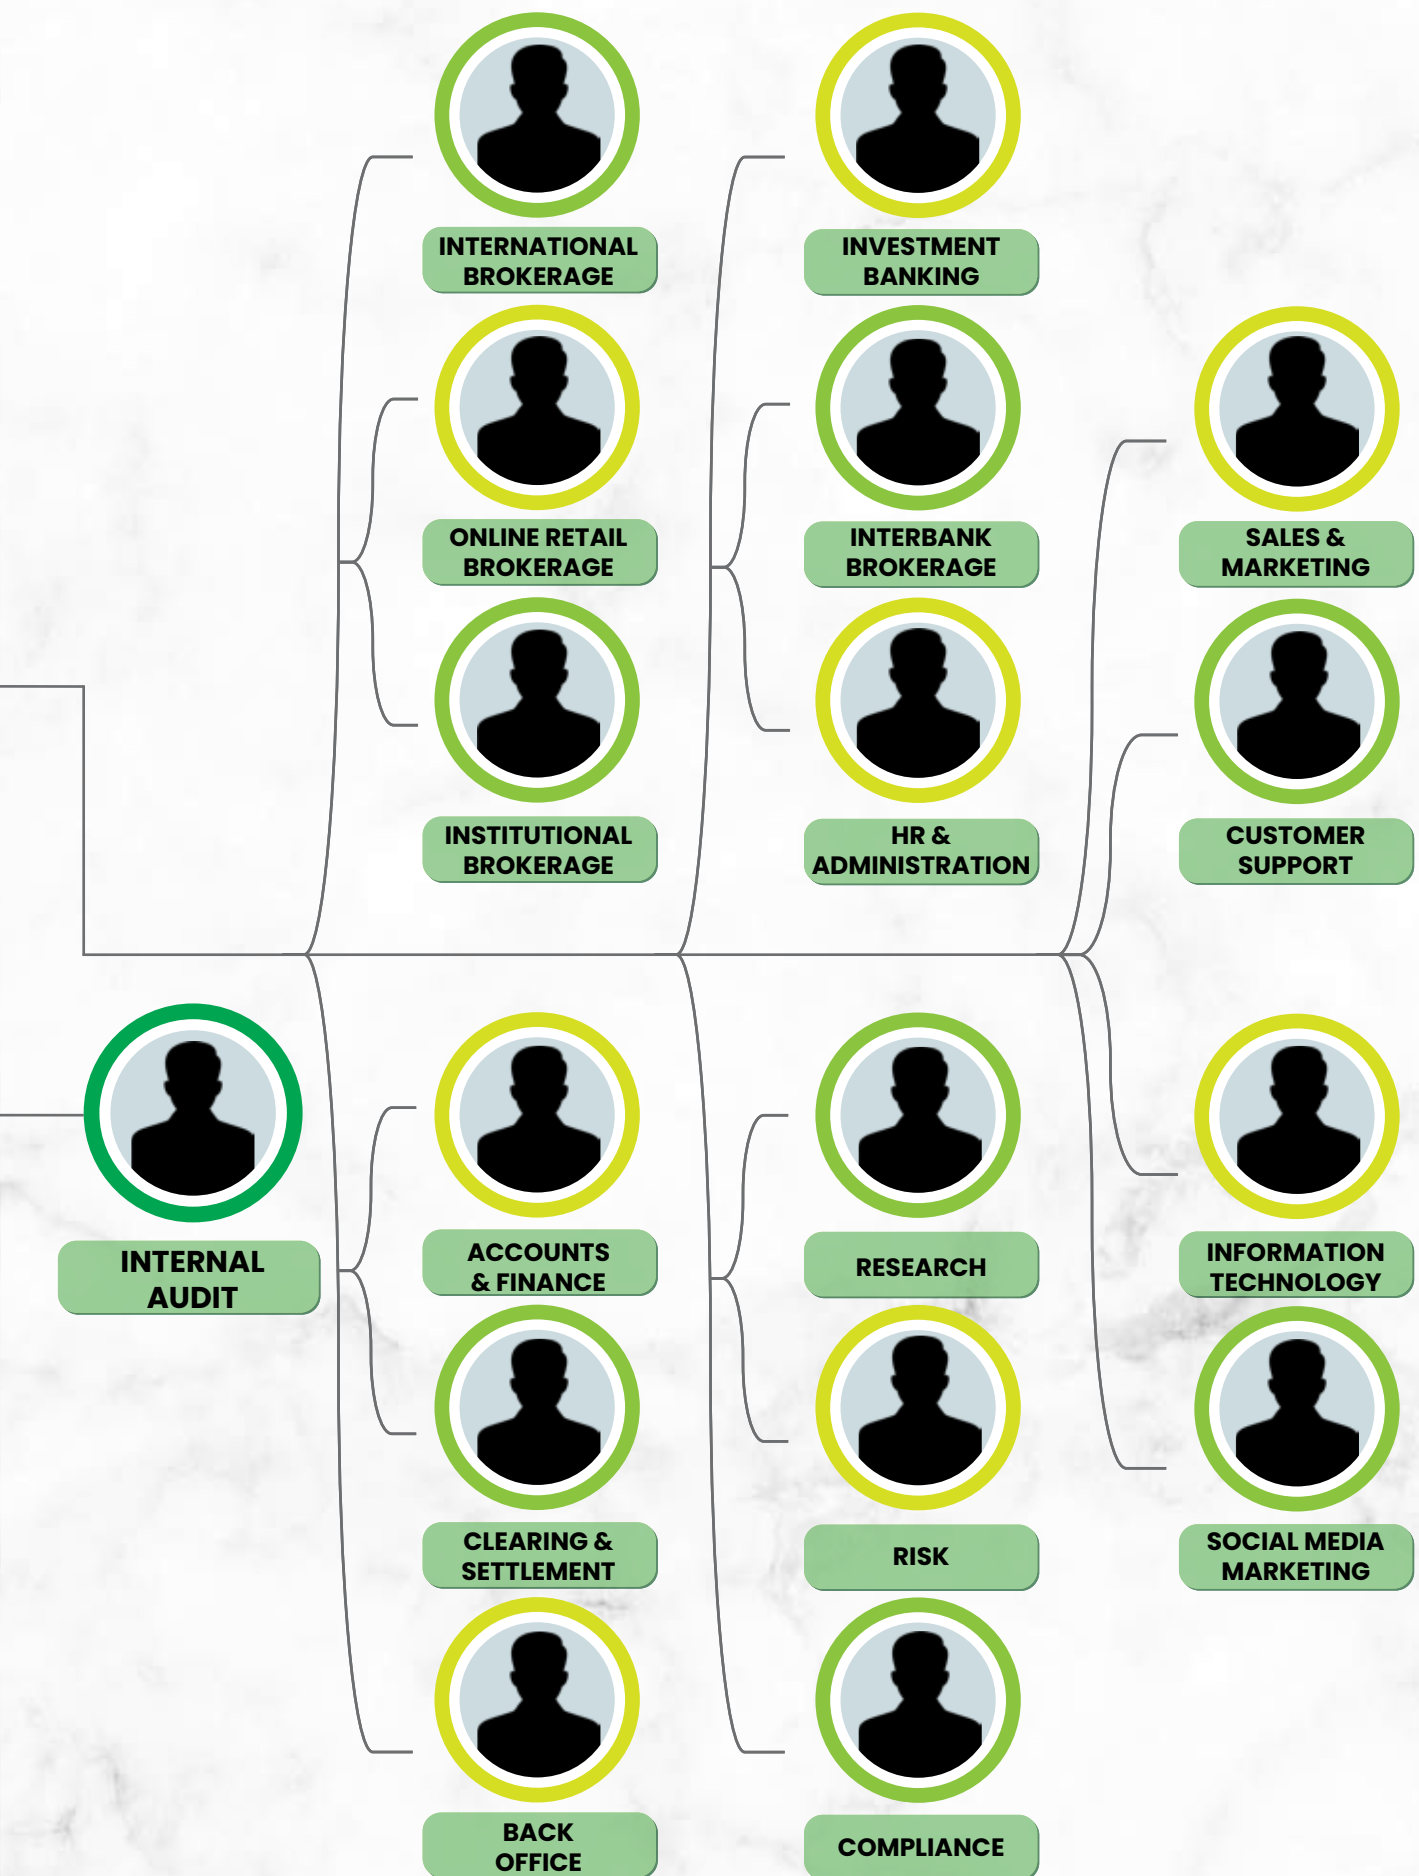 INTERNATIONAL
BROKERAGE
INVESTMENT
BANKING
ONLINE RETAIL
BROKERAGE
INTERBANK
BROKERAGE
SALES &
MARKETING
INSTITUTIONAL
BROKERAGE
HR &
ADMINISTRATION
CUSTOMER
SUPPORT
INTERNAL
AUDIT
ACCOUNTS
& FINANCE
RESEARCH
INFORMATION
TECHNOLOGY
CLEARING &
SETTLEMENT
RISK
SOCIAL MEDIA
MARKETING
BACK
OFFICE
COMPLIANCE